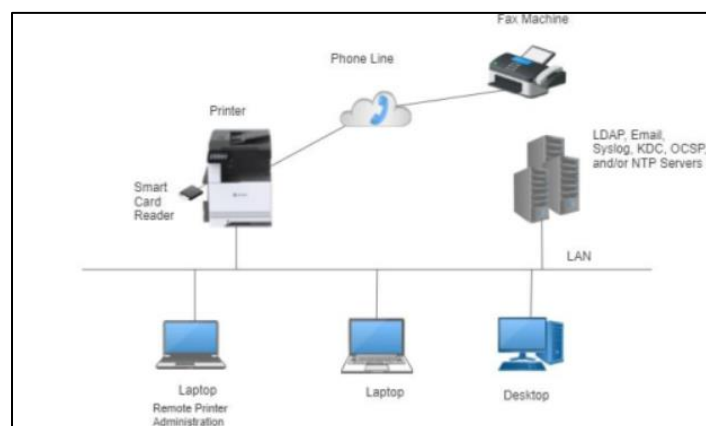 Fax Machine
Phone Line
Printer
LDAP, Email,
Syslog, KDC, OCSP,
and/or NTP Servers
Smart
Card
Reader
LAN
Laptop
Remote Printer
Administration
Laptop
Desktop